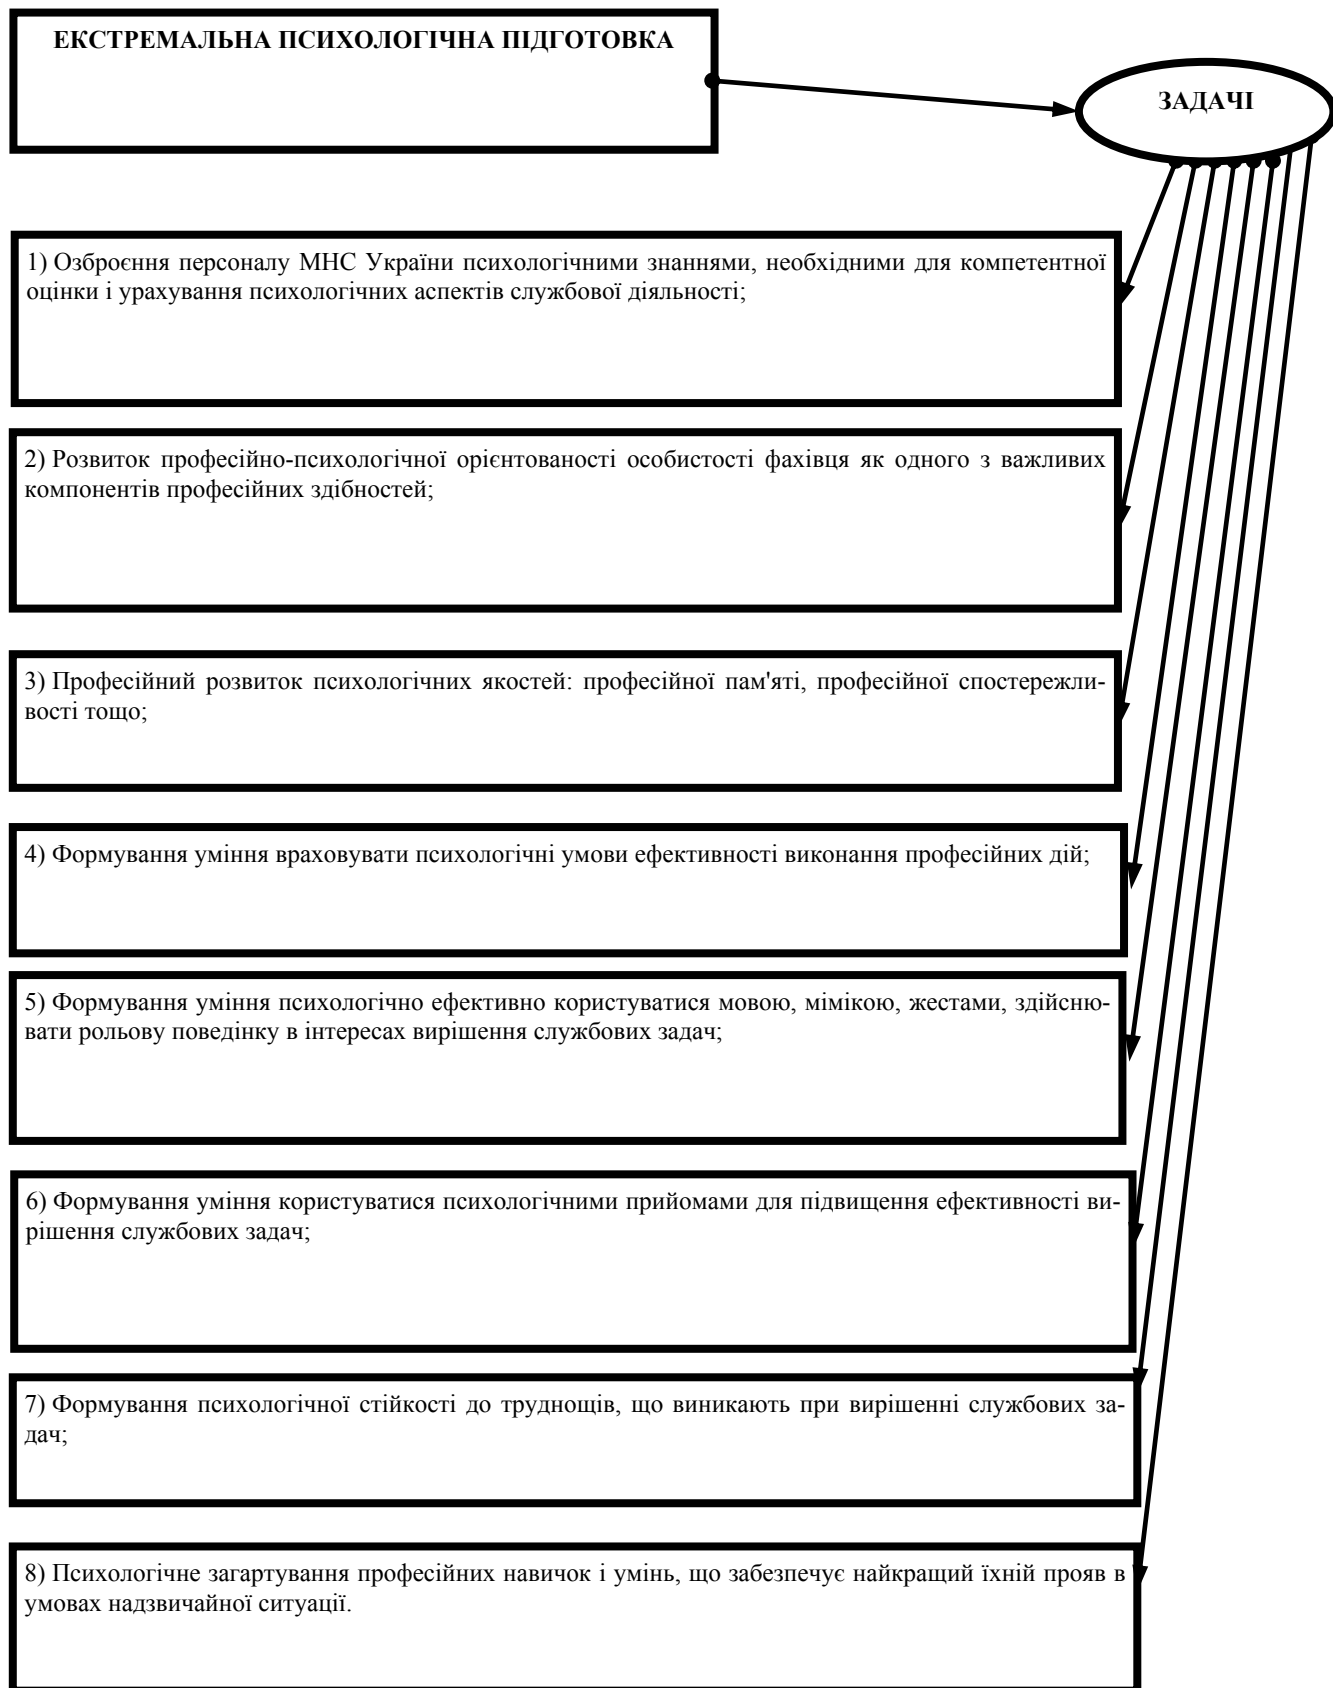 ЕКСТРЕМАЛЬНА ПСИХОЛОГІЧНА ПІДГОТОВКА
ЗАДАЧІ
1) Озброєння персоналу МНС України психологічними знаннями, необхідними для компетентної
оцінки і урахування психологічних аспектів службової діяльності;
2) Розвиток професійно-психологічної орієнтованості особистості фахівця як одного з важливих
компонентів професійних здібностей;
3) Професійний розвиток психологічних якостей: професійної пам'яті, професійної спостережли-
вості тощо;
4) Формування уміння враховувати психологічні умови ефективності виконання професійних дій;
5) Формування уміння психологічно ефективно користуватися мовою, мімікою, жестами, здійсню-
вати рольову поведінку в інтересах вирішення службових задач;
6) Формування уміння користуватися психологічними прийомами для підвищення ефективності ви-
рішення службових задач;
7) Формування психологічної стійкості до труднощів, що виникають при вирішенні службових за-
дач;
8) Психологічне загартування професійних навичок і умінь, що забезпечує найкращий їхній прояв в
умовах надзвичайної ситуації.